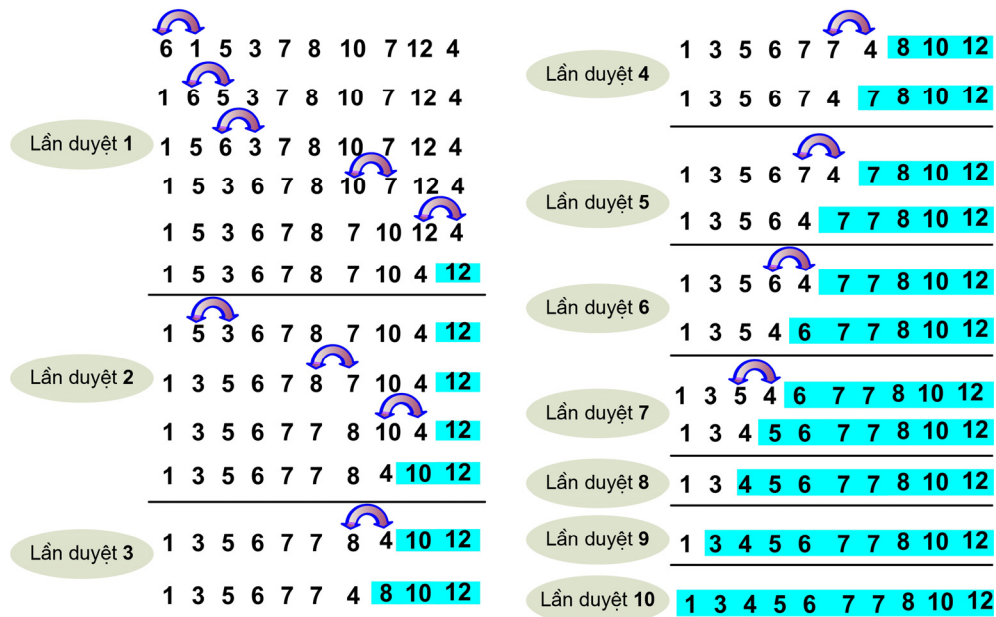 6 1 5 3 7 8 10 7 12 4
1 6 5 3 7 8 10 7 12 4
Lần duyệt 1
1 5 6 3 7 8 10 7 12 4
1 5 3 6 7 8 10 7 12 4
1 5 3 6 7 8 7 10 12 4
1 5 3 6 7 8 7 10 4 12
1 5 3 6 7 8 7 10 4 12
Lần duyệt 2
1 3 5 6 7 8 7 10 4 12
1 3 5 6 7 7 8 10 4 12
1 3 5 6 7 7 8 4 10 12
Lần duyệt 3
1 3 5 6 7 7 8 4 10 12
1 3 5 6 7 7 4 8 10 12
Lần duyệt 4
1 3 5 6 7 7 4 8 10 12
1 3 5 6 7 4 7 8 10 12
Lần duyệt 5
1 3 5 6 7 4 7 8 10 12
1 3 5 6 4 7 7 8 10 12
Lần duyệt 6
1 3 5 6 4 7 7 8 10 12
1 3 5 4 6 7 7 8 10 12
Lần duyệt 7
1 3 5 4 6 7 7 8 10 12
1 3 4 5 6 7 7 8 10 12
Lần duyệt 8
1 3 4 5 6 7 7 8 10 12
Lần duyệt 9
1 3 4 5 6 7 7 8 10 12
Lần duyệt 10
1 3 4 5 6 7 7 8 10 12